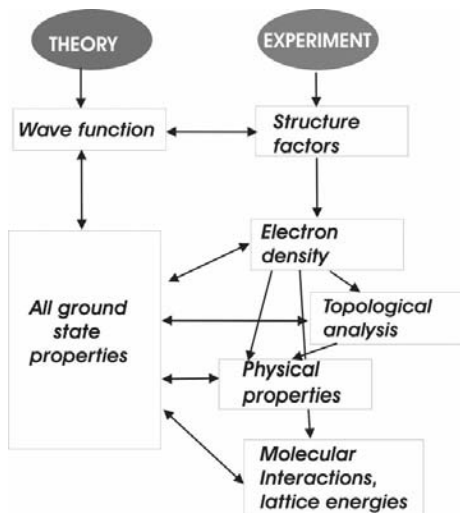 THEORY
EXPERIMENT
Wave function
Structure
factors
Electron
density
All ground
state
properties
Topological
analysis
Physical
properties
Molecular
Interactions,
lattice energies